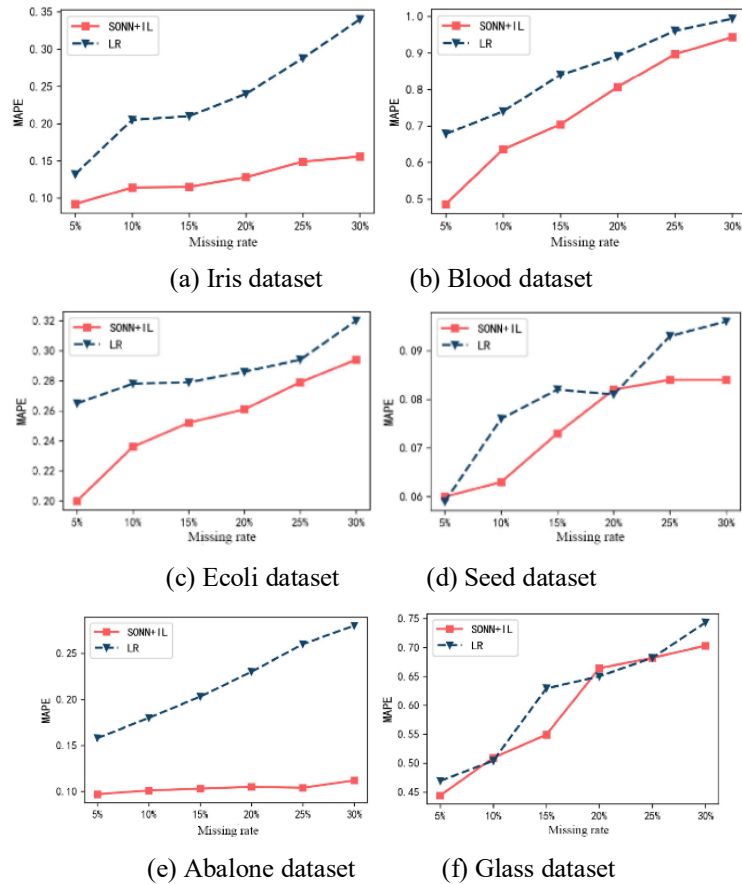 0.35
0.30
0.25
0.20
0.15
0.10
MAPE
SONN+IL
LR
5% 10% 15% 20% 25% 30%
Missing rate
(a) Iris dataset
1.0
0.9
0.8
0.7
0.6
0.5
MAPE
SONN+IL
LR
5% 10% 15% 20% 25% 30%
Missing rate
(b) Blood dataset
0.32
0.30
0.28
0.26
0.24
0.22
0.20
MAPE
SONN+IL
LR
5% 10% 15% 20% 25% 30%
Missing rate
(c) Ecoli dataset
0.09
0.08
0.07
0.06
MAPE
SONN+IL
LR
5% 10% 15% 20% 25% 30%
Missing rate
(d) Seed dataset
0.25
0.20
0.15
0.10
MAPE
SONN+IL
LR
5% 10% 15% 20% 25% 30%
Missing rate
(e) Abalone dataset
0.75
0.70
0.65
0.60
0.55
0.50
0.45
MAPE
SONN+IL
LR
5% 10% 15% 20% 25% 30%
Missing rate
(f) Glass dataset